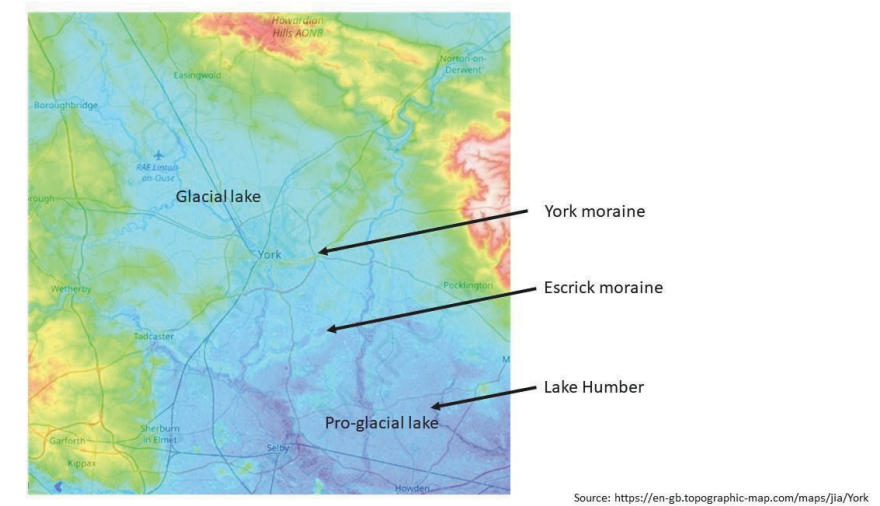 Howardian
Hills AONB
Norton-on-
Derwent
Easingwold
Boroughbridge
RAF Linton-
on-Ouse
Glacial lake
rough
York moraine
York
Escrick moraine
Pocklington
Wetherby
Tadcaster
M
Lake Humber
Pro-glacial lake
Sherburn
in Elmet
Garforth
Selby
Kippax
Howden
Source: https://en-gb.topographic-map.com/maps/jia/York